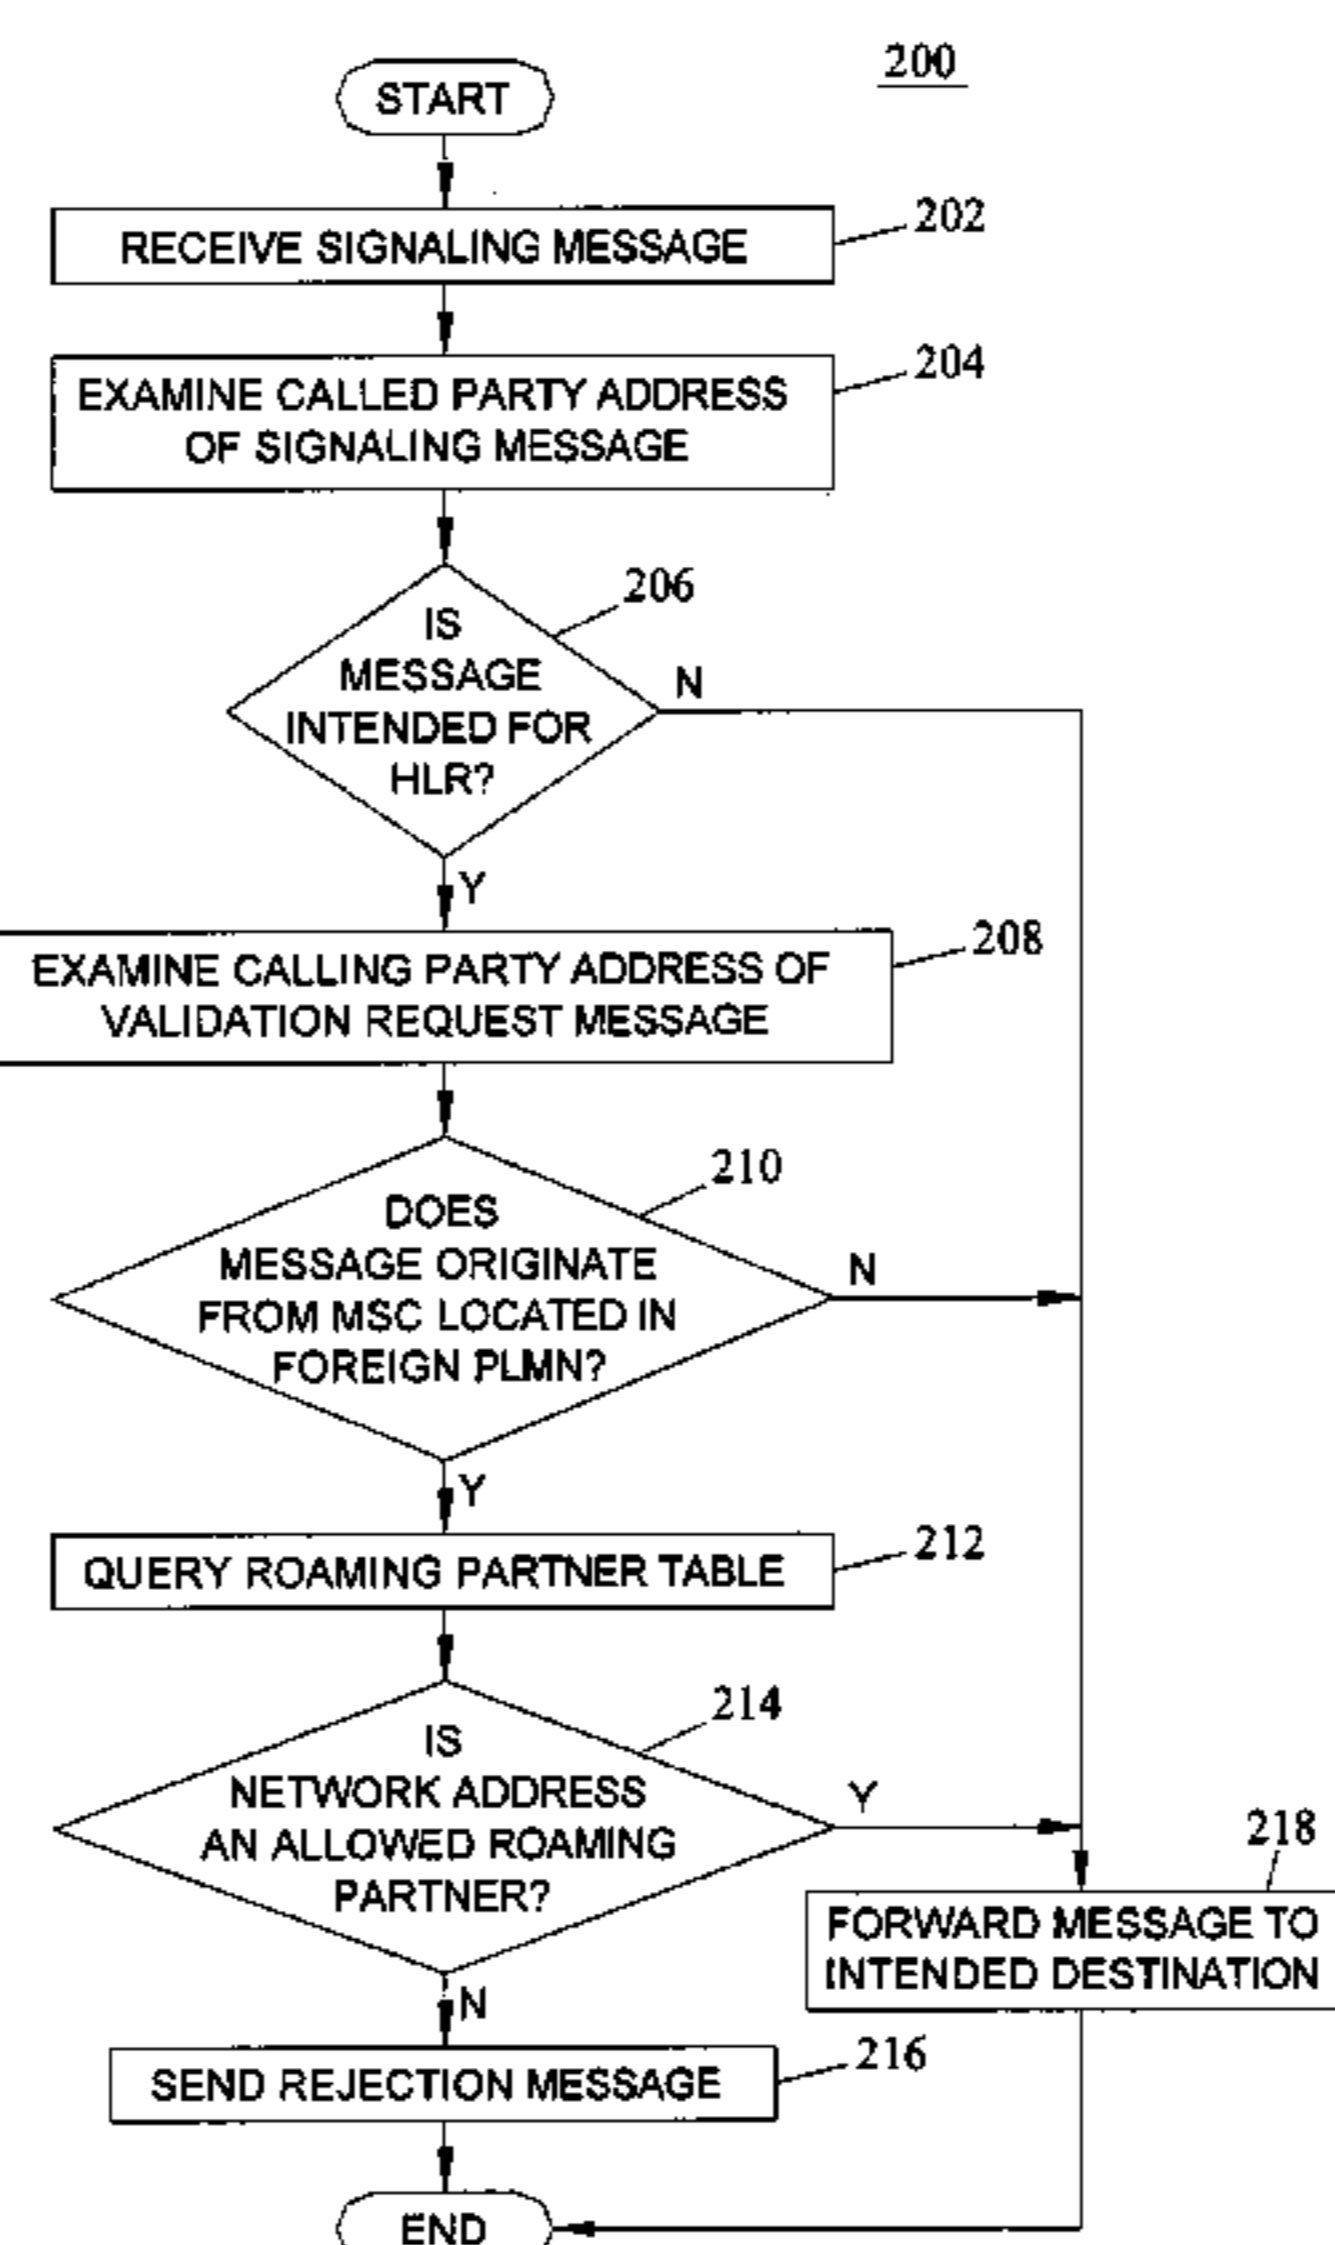 200
START
RECEIVE SIGNALING MESSAGE
202
EXAMINE CALLED PARTY ADDRESS
OF SIGNALING MESSAGE
204
206
IS
MESSAGE
INTENDED FOR
HLR?
N
Y
EXAMINE CALLING PARTY ADDRESS OF
VALIDATION REQUEST MESSAGE
208
210
DOES
MESSAGE ORIGINATE
FROM MSC LOCATED IN
FOREIGN PLMN?
N
Y
QUERY ROAMING PARTNER TABLE
212
214
IS
NETWORK ADDRESS
AN ALLOWED ROAMING
PARTNER?
Y
N
218
FORWARD MESSAGE TO
INTENDED DESTINATION
SEND REJECTION MESSAGE
216
END